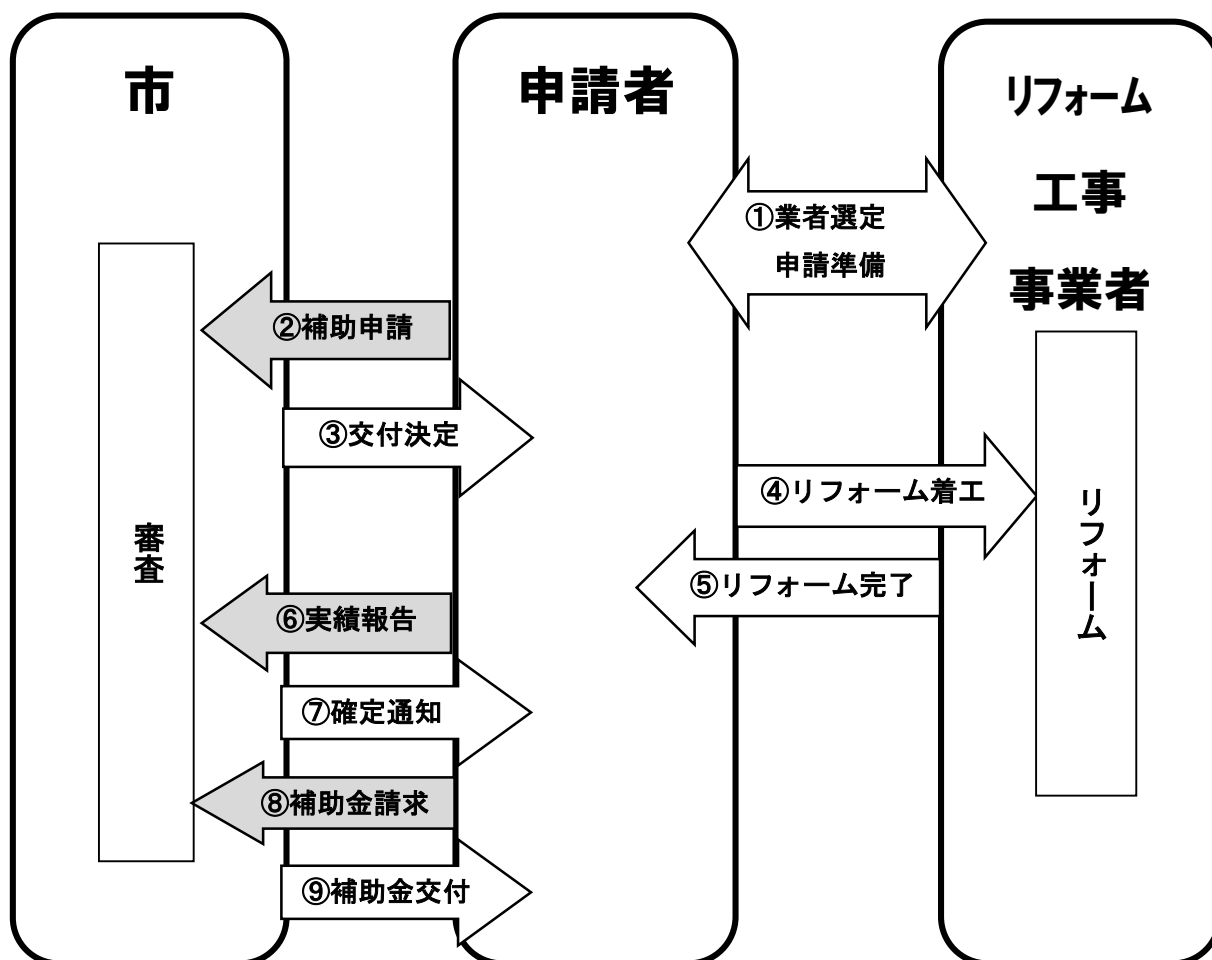 市
申請者
リフォーム
工事
事業者
①業者選定
申請準備
②補助申請
③交付決定
④リフォーム着工
⑤リフォーム完了
⑥実績報告
⑦確定通知
⑧補助金請求
⑨補助金交付
審査
リフォーム